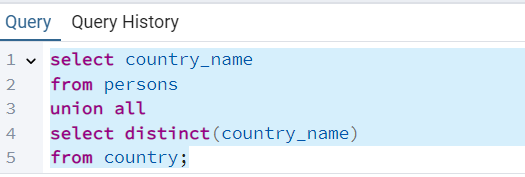 Query Query History
1 select country_name
2 from persons
3 union all
4 select distinct(country_name)
5 from country;